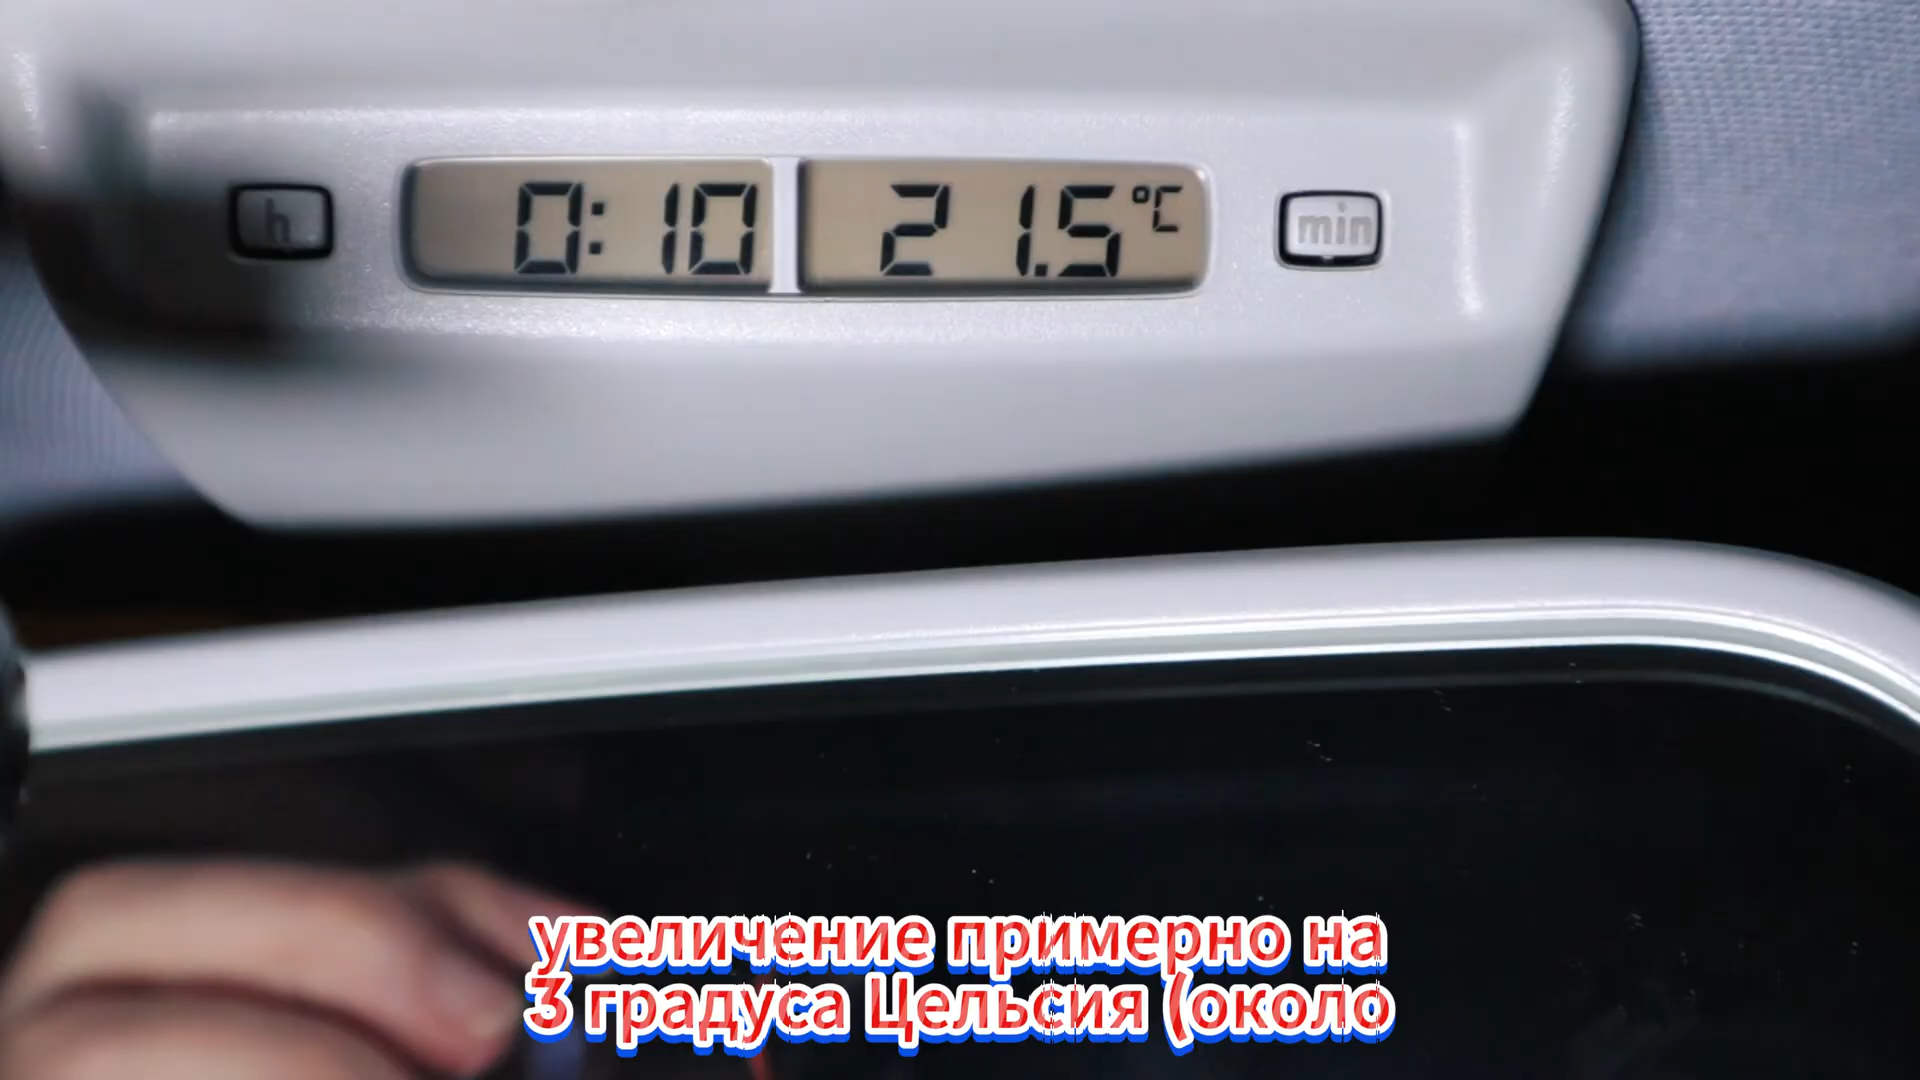 h
0:10
21.5 °C
min
увеличение примерно на
3 градуса Цельсия (около